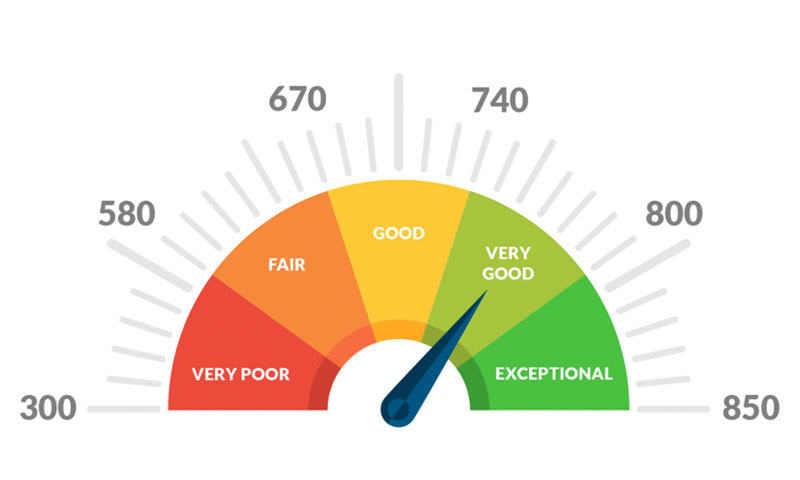 670
740
580
800
GOOD
VERY
GOOD
FAIR
VERY POOR
EXCEPTIONAL
300
850